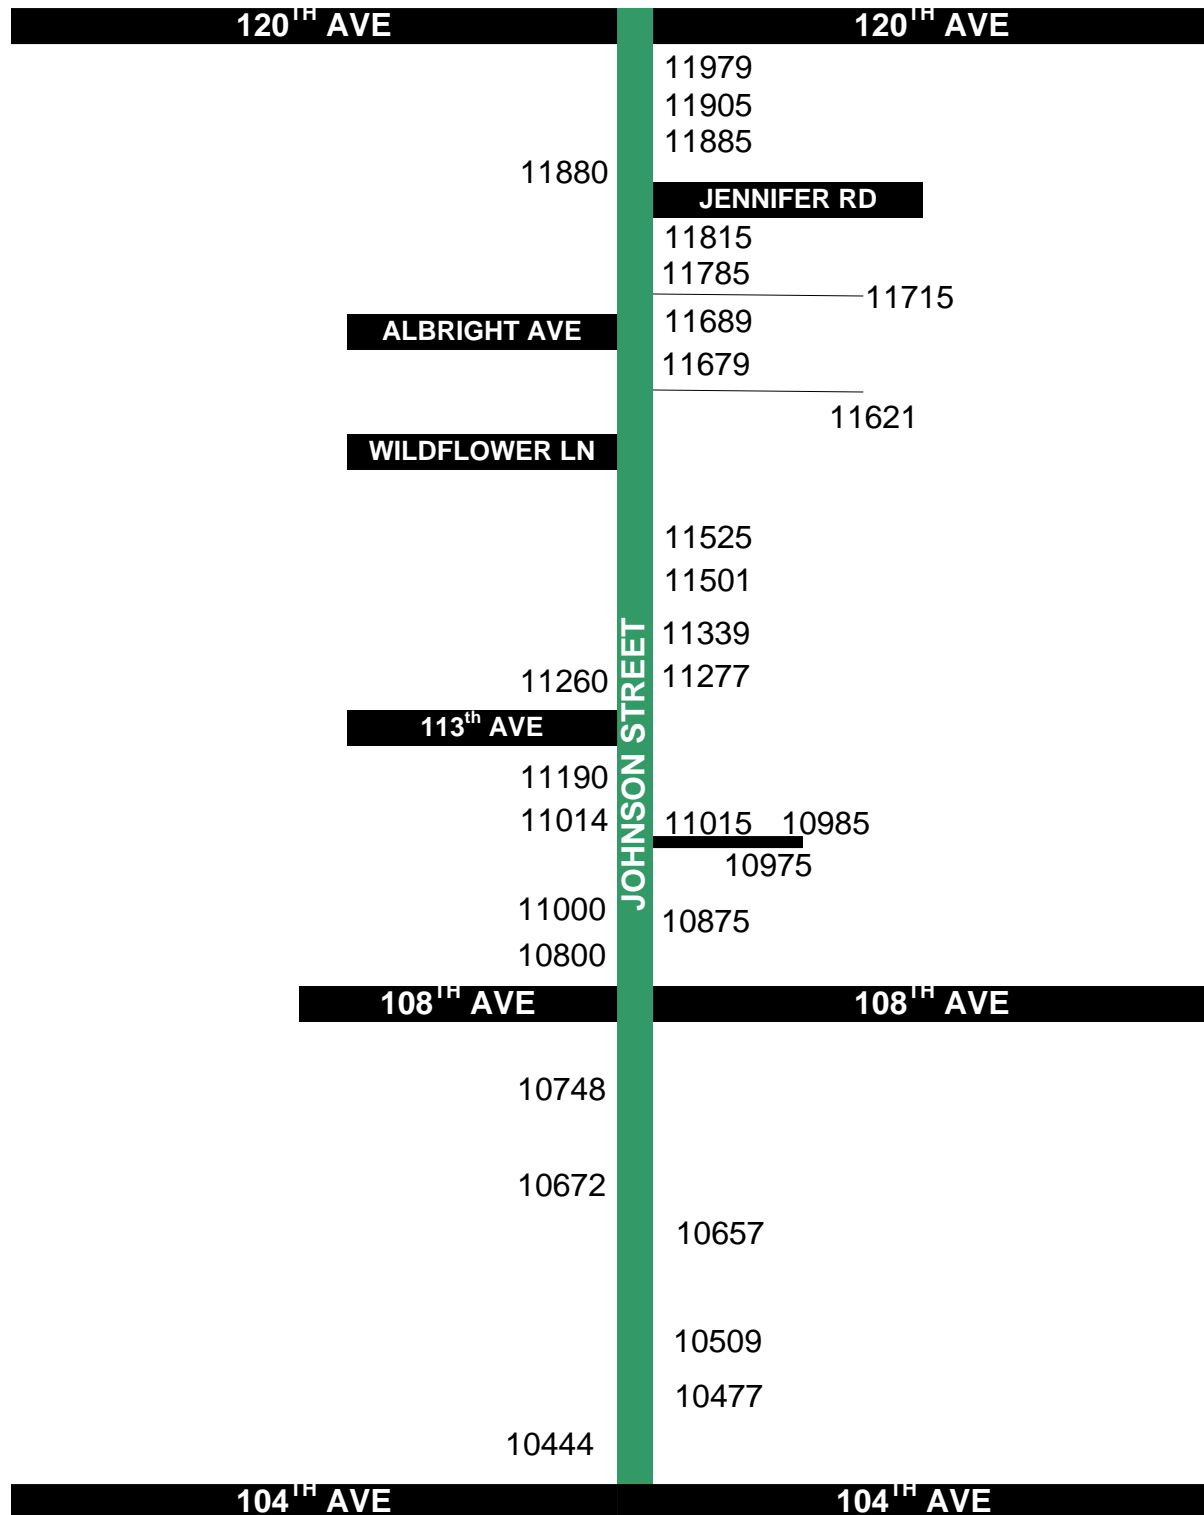 120TH AVE 120TH AVE
11979
11905
11885
11880
JENNIFER RD
11815
11785
11715
11689
ALBRIGHT AVE
11679
11621
WILDFLOWER LN
11525
11501
11339
11260 11277
JOHNSON STREET
113th AVE
11190
11014 11015 10985
10975
11000 10875
10800
108TH AVE 108TH AVE
10748
10672
10657
10509
10477
10444
104TH AVE 104TH AVE